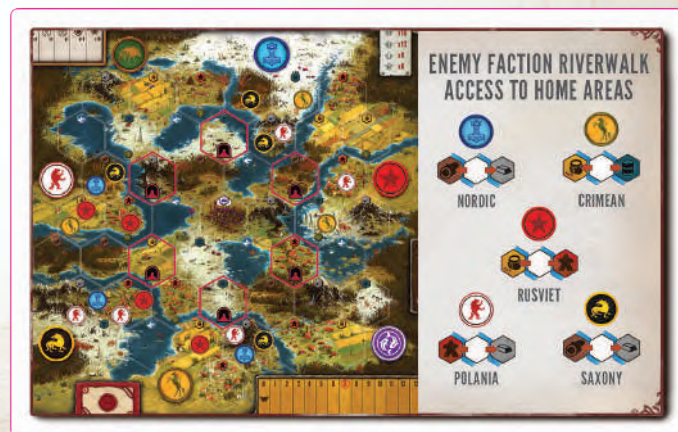 ENEMY FACTION RIVERWALK
ACCESS TO HOME AREAS
NORDIC
CRIMEAN
RUSVIET
POLANIA
SAXONY